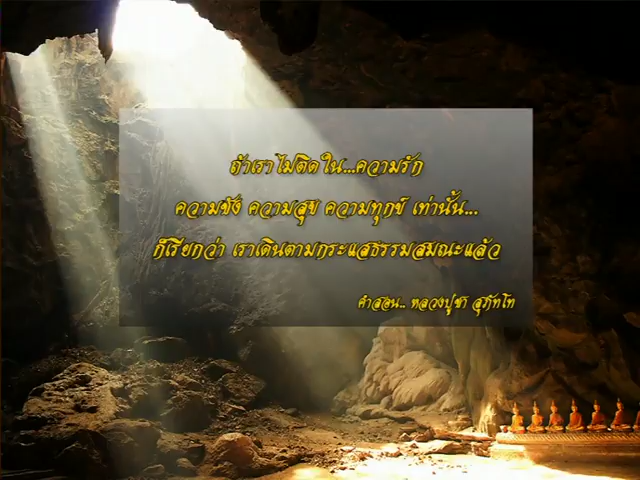 ถ้าเราไม่ติดใน...ความรัก
ความชัง ความสุข ความทุกข์ เท่านั้น...
ก็เรียกว่า เราเดินตามกระแสธรรมสมณะแล้ว
คำสอน.. หลวงปู่ชา สุภัทโท